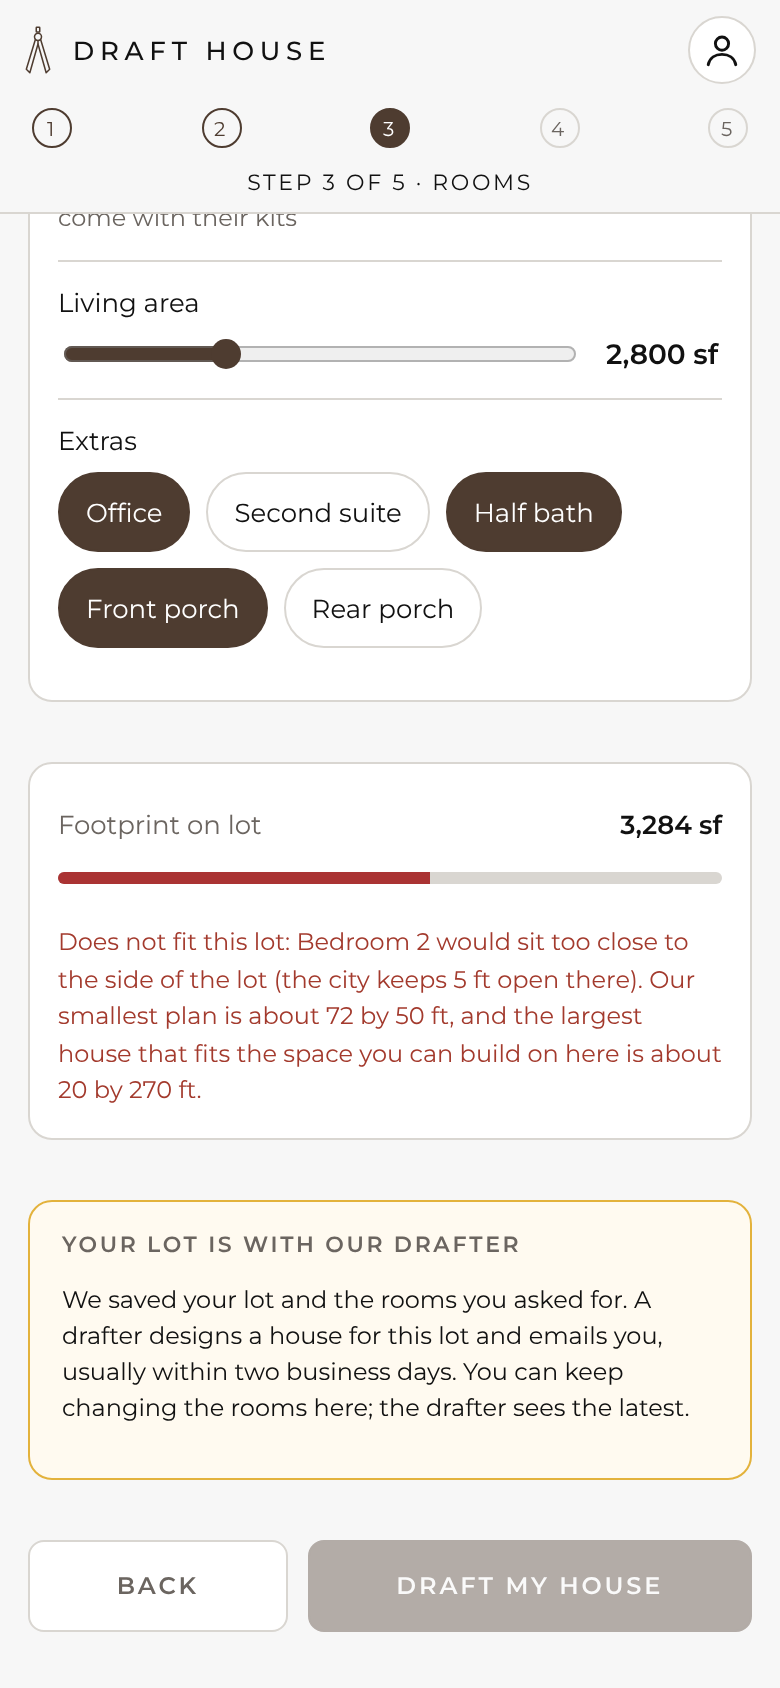 DRAFT HOUSE
1 2 3 4 5
STEP 3 OF 5 · ROOMS
come with their kits
Living area
2,800 sf
Extras
Office Second suite Half bath
Front porch Rear porch
Footprint on lot 3,284 sf
Does not fit this lot: Bedroom 2 would sit too close to
the side of the lot (the city keeps 5 ft open there). Our
smallest plan is about 72 by 50 ft, and the largest
house that fits the space you can build on here is about
20 by 270 ft.
YOUR LOT IS WITH OUR DRAFTER
We saved your lot and the rooms you asked for. A
drafter designs a house for this lot and emails you,
usually within two business days. You can keep
changing the rooms here; the drafter sees the latest.
BACK DRAFT MY HOUSE